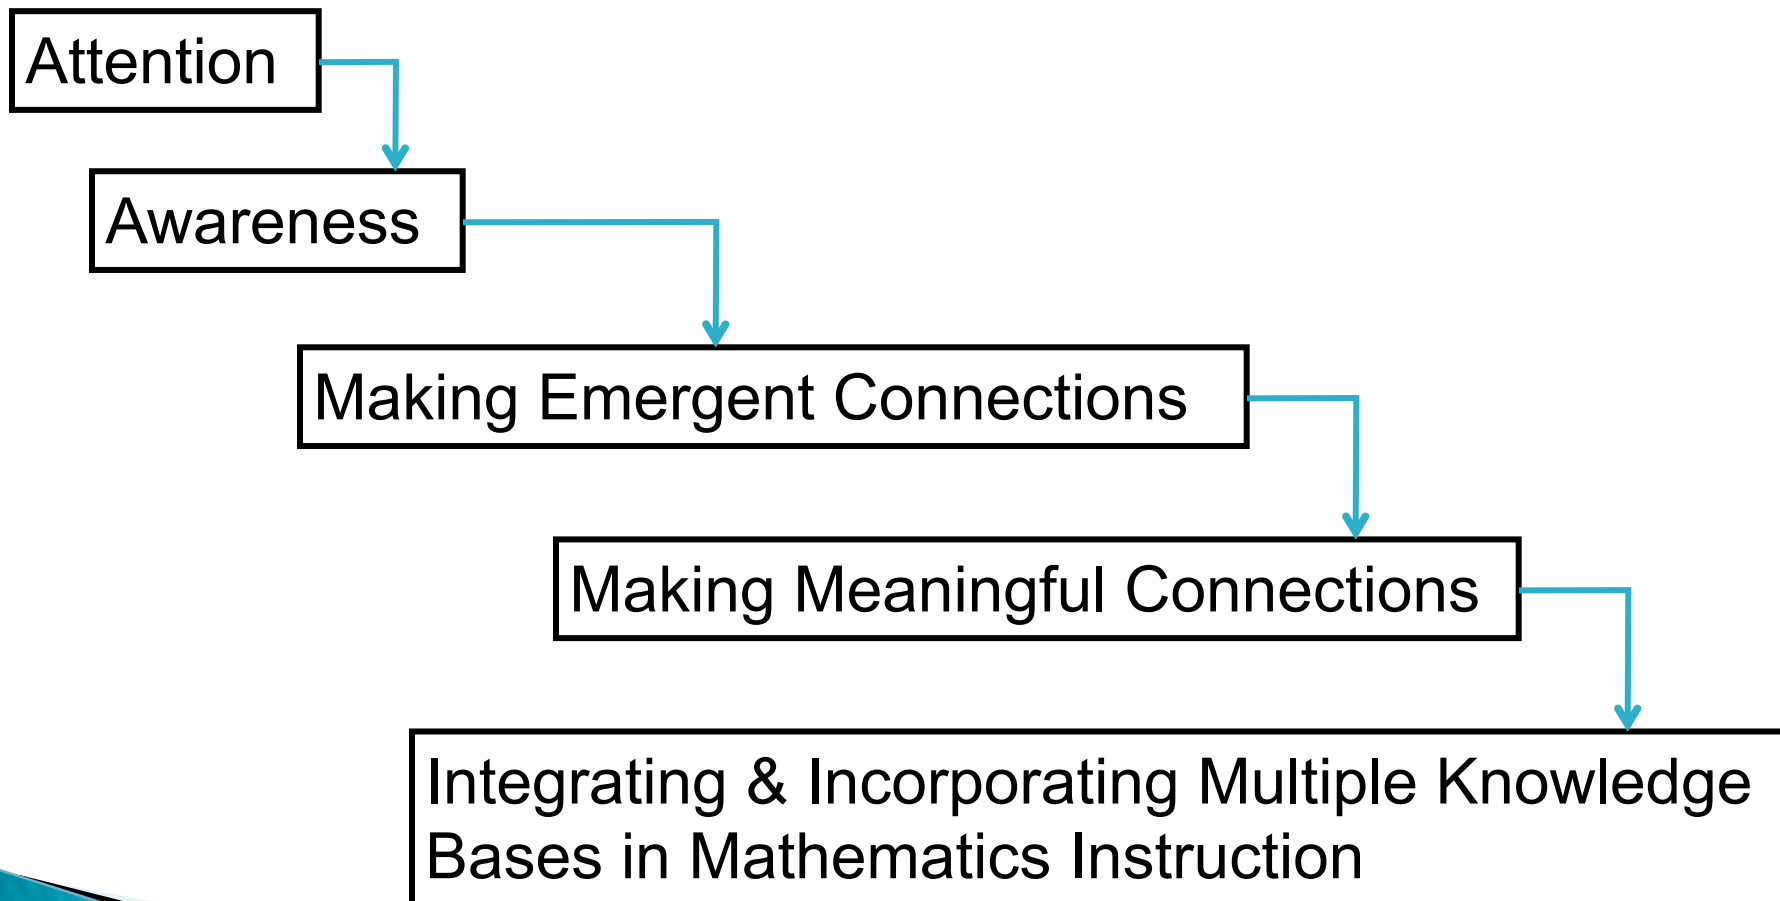 Attention
Awareness
Making Emergent Connections
Making Meaningful Connections
Integrating & Incorporating Multiple Knowledge
Bases in Mathematics Instruction